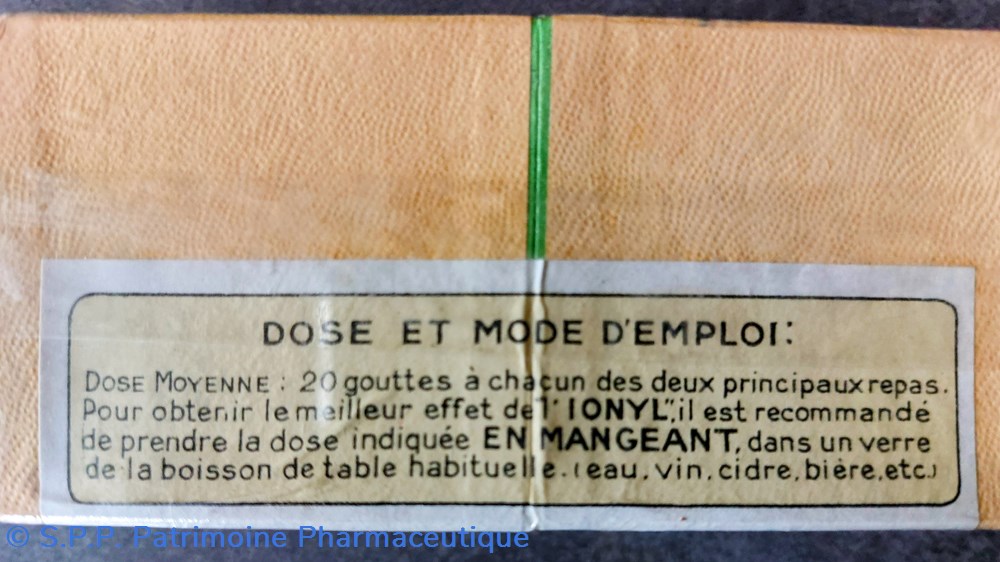 DOSE ET MODE D'EMPLOI:
DOSE MOYENNE : 20 gouttes à chacun des deux principaux repas.
Pour obtenir le meilleur effet de l'"IONYL", il est recommandé
de prendre la dose indiquée EN MANGEANT, dans un verre
de la boisson de table habituelle. (eau, vin, cidre, bière, etc.)
© S.P.P. Patrimoine Pharmaceutique